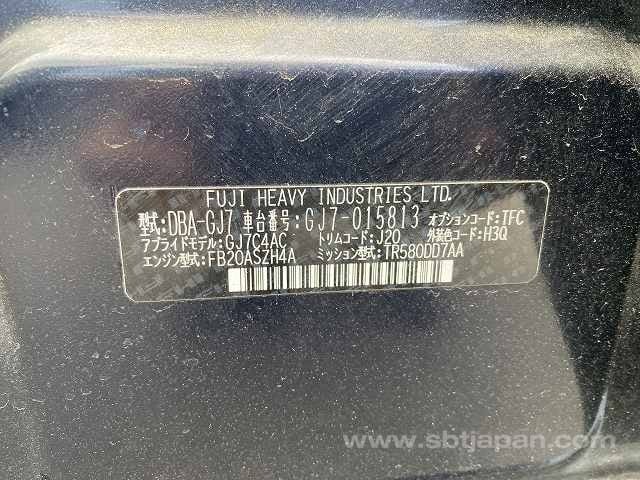 FUJI HEAVY INDUSTRIES LTD.
型式:DBA-GJ7 車台番号:GJ7-015813 オプションコード:TFC
アプライドモデル:GJ7C4AC トリムコード:J20 外装色コード:H3Q
エンジン型式:FB20ASZH4A ミッション型式:TR580DD7AA
www.sbtjapan.com